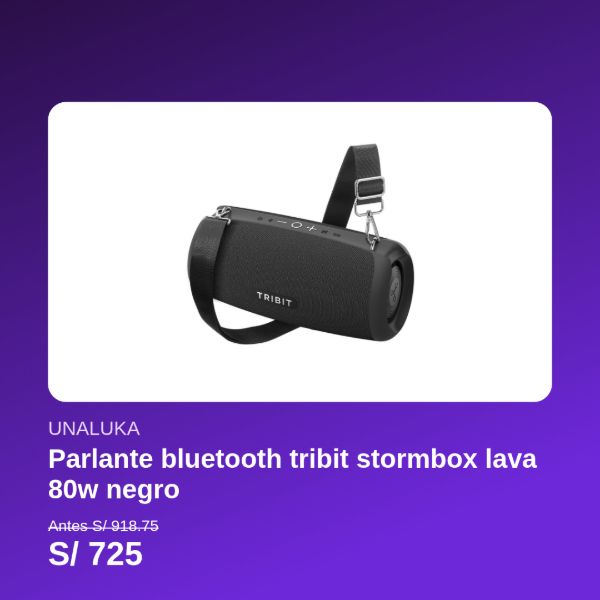 TRIBIT
UNALUKA
Parlante bluetooth tribit stormbox lava
80w negro
Antes S/ 918.75
S/ 725